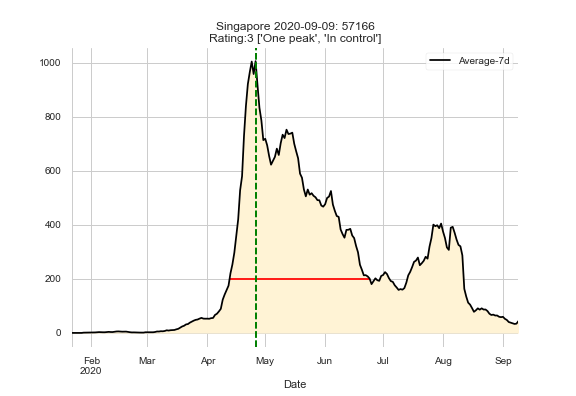 Singapore 2020-09-09: 57166
Rating:3 ['One peak', 'In control']
Average-7d
1000
800
600
400
200
0
Feb Mar Apr May Jun Jul Aug Sep
2020
Date